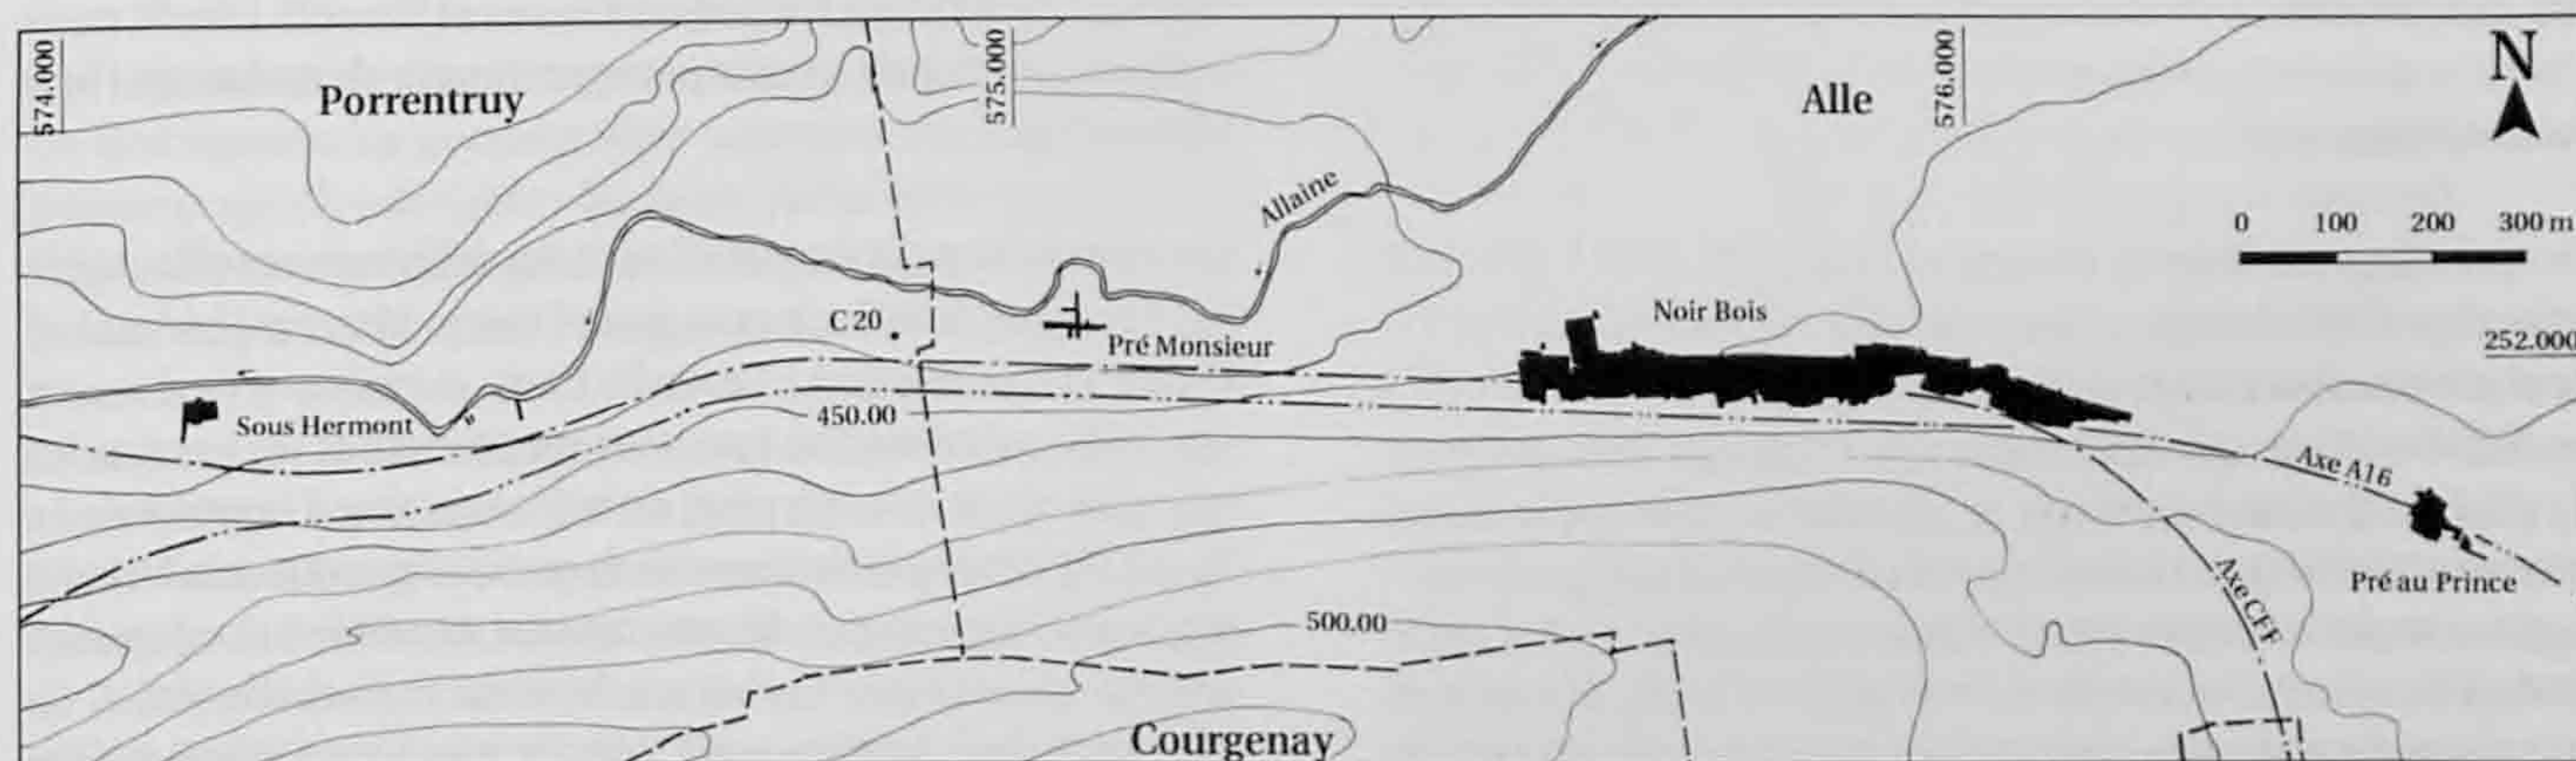 574.000
Porrentruy
575.000
Alle
576.000
N
Allaine
0 100 200 300 m
C 20
Noir Bois
Pré Monsieur
252.000
Sous Hermont
450.00
Axe A16
Axe CFF
Pré au Prince
500.00
Courgenay